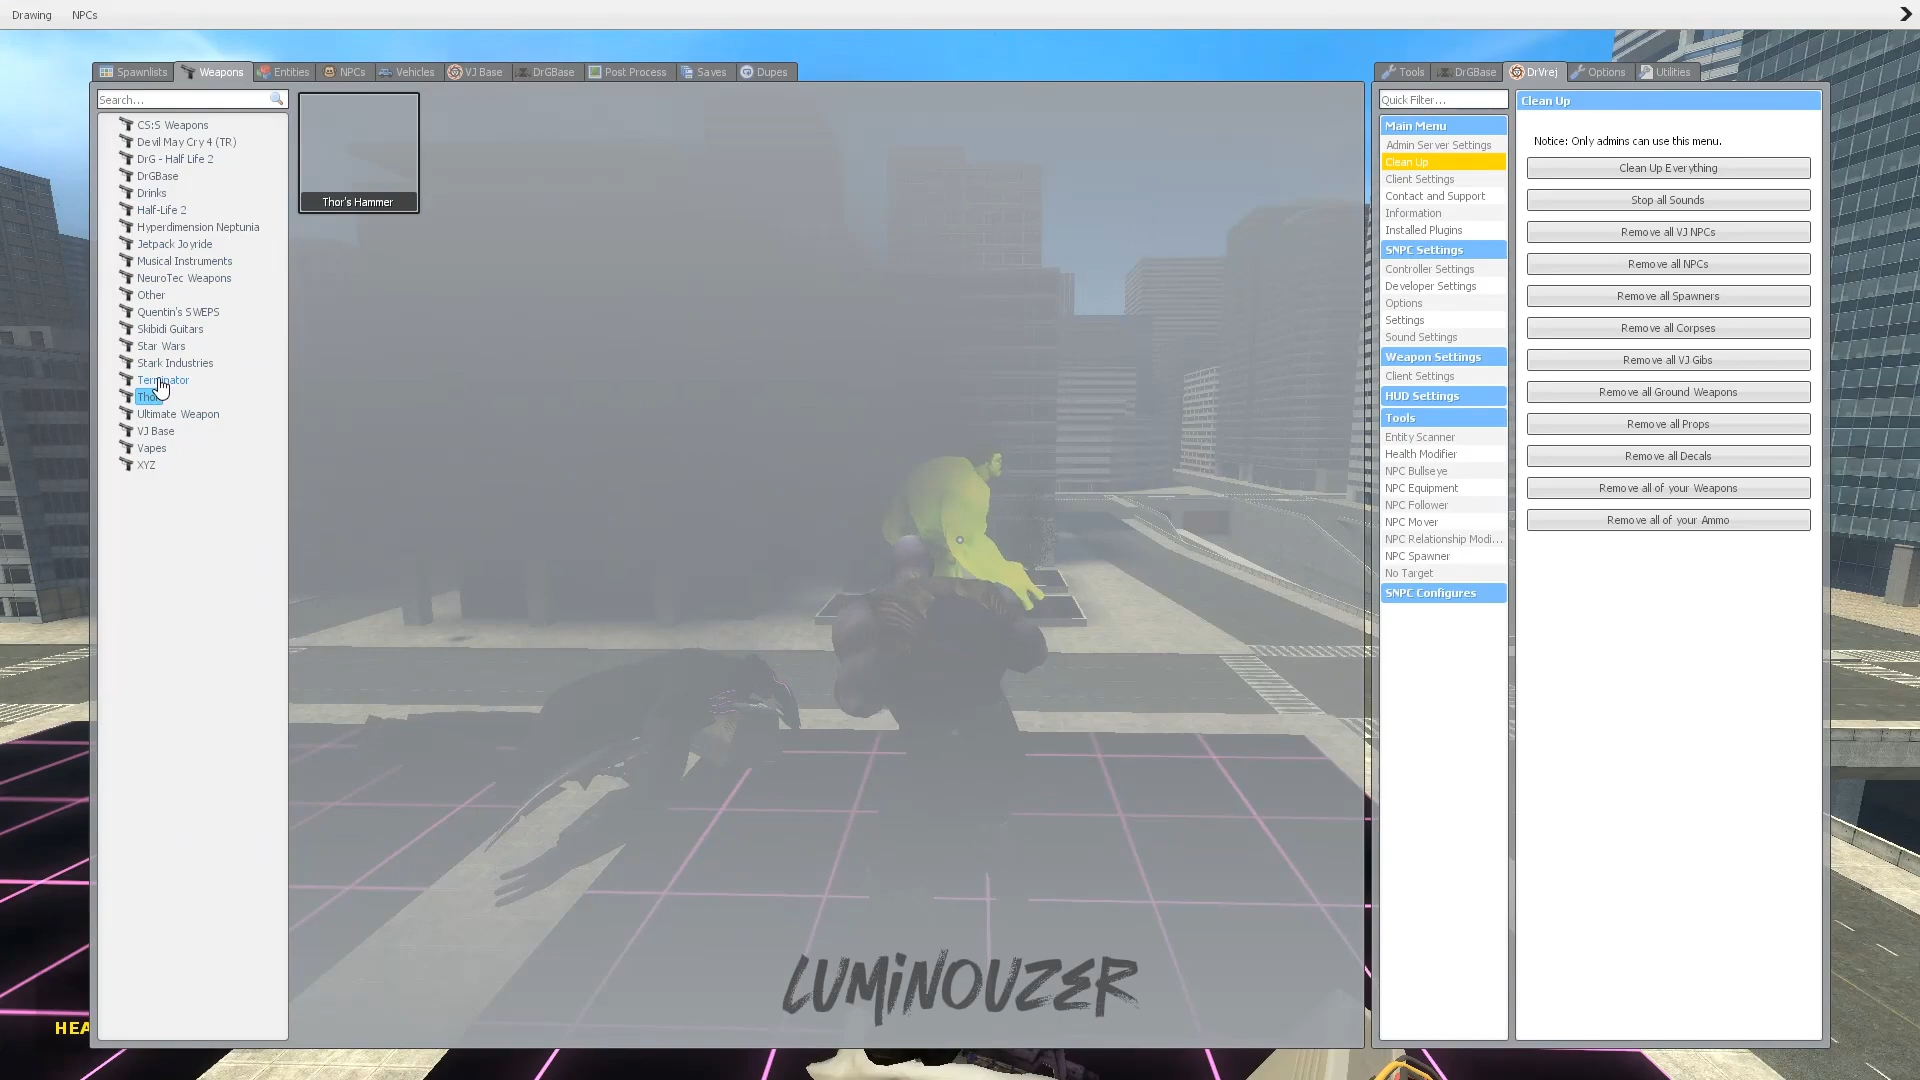 Drawing NPCs
Spawnlists Weapons Entities NPCs Vehicles VJ Base DrGBase Post Process Saves Dupes
Tools DrGBase DrVrej Options Utilities
Search...
CS:S Weapons
Devil May Cry 4 (TR)
DrG - Half Life 2
DrGBase
Drinks
Half-Life 2
Hyperdimension Neptunia
Jetpack Joyride
Musical Instruments
NeuroTec Weapons
Other
Quentin's SWEPS
Skibidi Guitars
Star Wars
Stark Industries
Terminator
Thor
Ultimate Weapon
VJ Base
Vapes
XYZ
Thor's Hammer
LUMINOUZER
HEA
Quick Filter...
Main Menu
Admin Server Settings
Clean Up
Client Settings
Contact and Support
Information
Installed Plugins
SNPC Settings
Controller Settings
Developer Settings
Options
Settings
Sound Settings
Weapon Settings
Client Settings
HUD Settings
Tools
Entity Scanner
Health Modifier
NPC Bullseye
NPC Equipment
NPC Follower
NPC Mover
NPC Relationship Modi...
NPC Spawner
No Target
SNPC Configures
Clean Up
Notice: Only admins can use this menu.
Clean Up Everything
Stop all Sounds
Remove all VJ NPCs
Remove all NPCs
Remove all Spawners
Remove all Corpses
Remove all VJ Gibs
Remove all Ground Weapons
Remove all Props
Remove all Decals
Remove all of your Weapons
Remove all of your Ammo